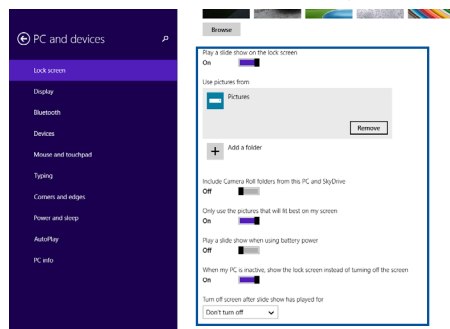 PC and devices
Lock screen
Display
Bluetooth
Devices
Mouse and touchpad
Typing
Corners and edges
Power and sleep
AutoPlay
PC info
Browse
Play a slide show on the lock screen
On
Use pictures from
Pictures
Remove
Add a folder
Include Camera Roll folders from this PC and SkyDrive
Off
Only use the pictures that will fit best on my screen
On
Play a slide show when using battery power
Off
When my PC is inactive, show the lock screen instead of turning off the screen
On
Turn off screen after slide show has played for
Don't turn off